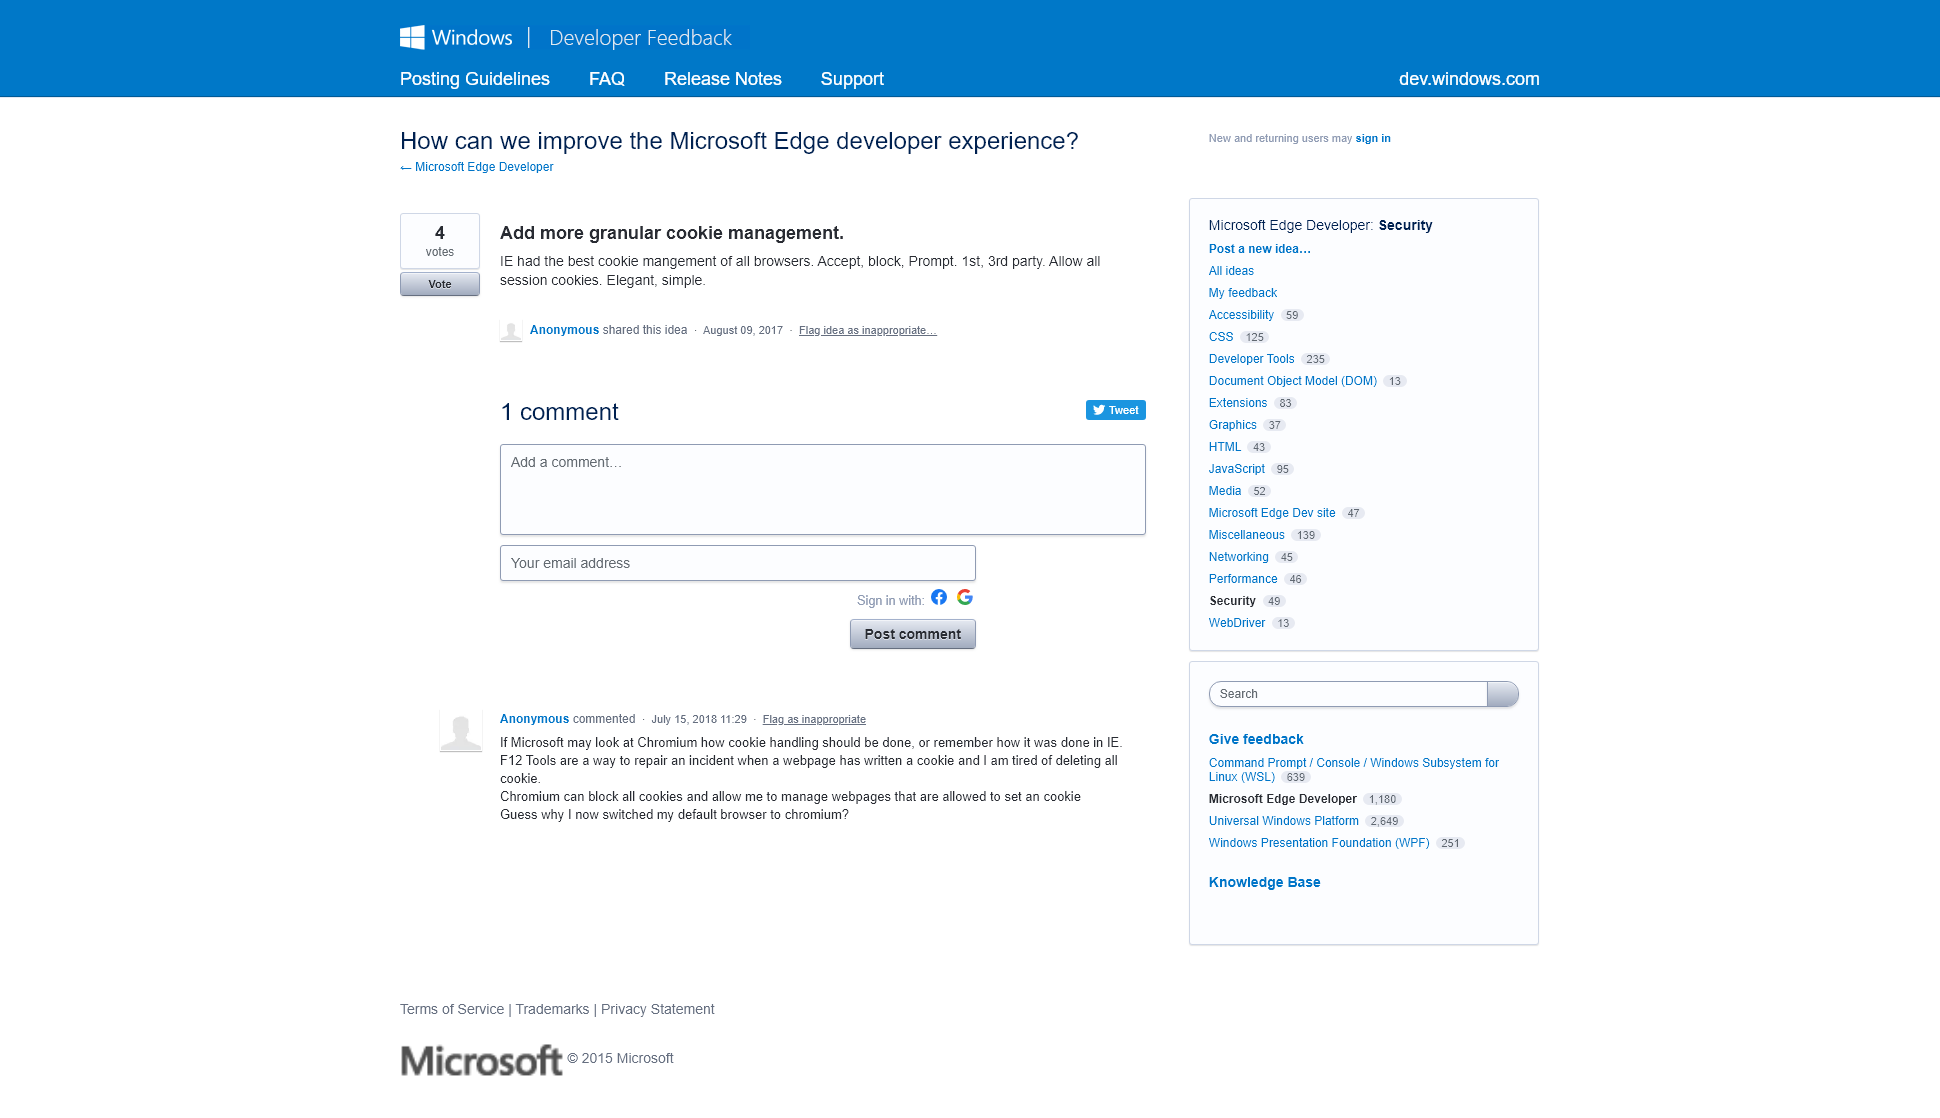 Windows | Developer Feedback
Posting Guidelines FAQ Release Notes Support dev.windows.com
How can we improve the Microsoft Edge developer experience?
← Microsoft Edge Developer
New and returning users may sign in
4
votes
Vote
Add more granular cookie management.
IE had the best cookie mangement of all browsers. Accept, block, Prompt. 1st, 3rd party. Allow all
session cookies. Elegant, simple.
Anonymous shared this idea · August 09, 2017 · Flag idea as inappropriate…
1 comment
Tweet
Add a comment…
Your email address
Sign in with:
Post comment
Anonymous commented · July 15, 2018 11:29 · Flag as inappropriate
If Microsoft may look at Chromium how cookie handling should be done, or remember how it was done in IE.
F12 Tools are a way to repair an incident when a webpage has written a cookie and I am tired of deleting all
cookie.
Chromium can block all cookies and allow me to manage webpages that are allowed to set an cookie
Guess why I now switched my default browser to chromium?
Microsoft Edge Developer: Security
Post a new idea…
All ideas
My feedback
Accessibility 59
CSS 125
Developer Tools 235
Document Object Model (DOM) 13
Extensions 83
Graphics 37
HTML 43
JavaScript 95
Media 52
Microsoft Edge Dev site 47
Miscellaneous 139
Networking 45
Performance 46
Security 49
WebDriver 13
Search
Give feedback
Command Prompt / Console / Windows Subsystem for
Linux (WSL) 639
Microsoft Edge Developer 1,180
Universal Windows Platform 2,649
Windows Presentation Foundation (WPF) 251
Knowledge Base
Terms of Service | Trademarks | Privacy Statement
Microsoft © 2015 Microsoft